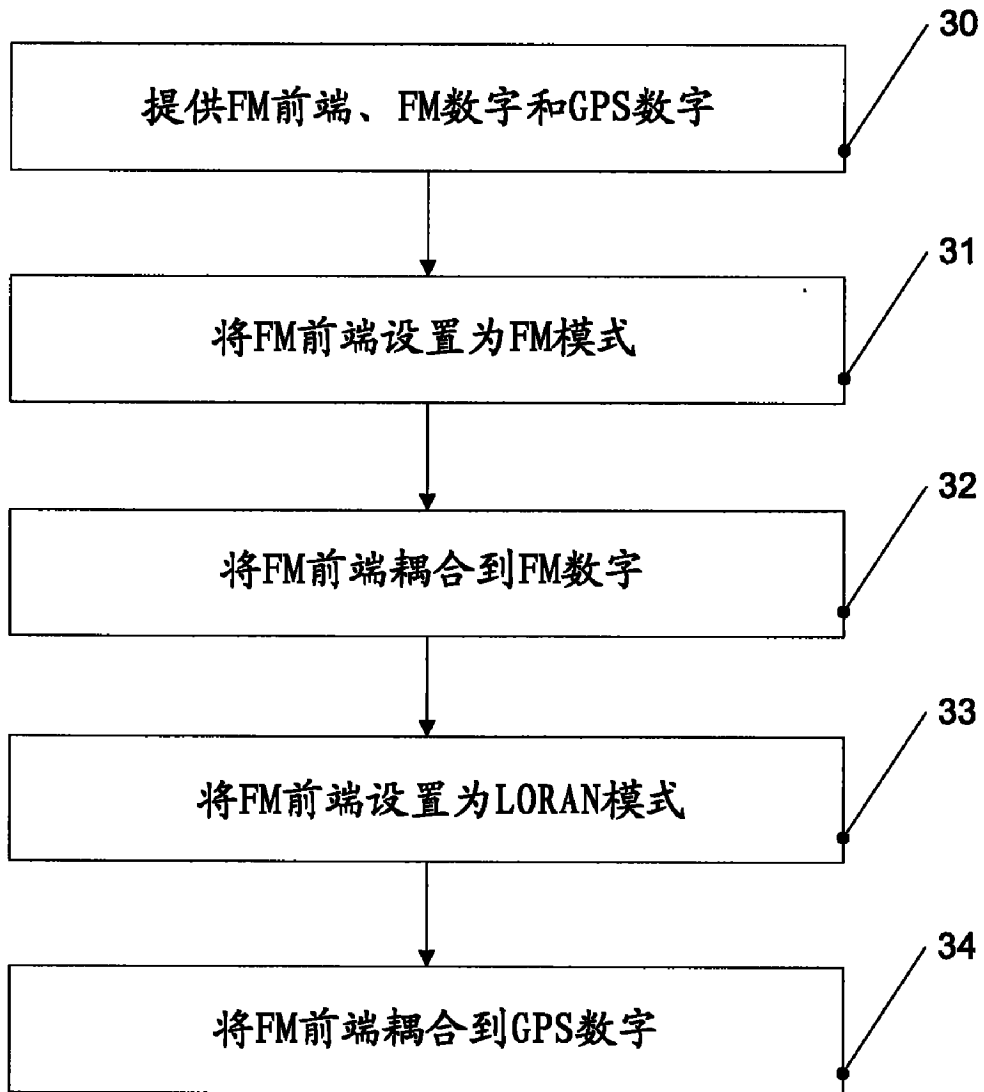 30
提供FM前端、FM数字和GPS数字
31
将FM前端设置为FM模式
32
将FM前端耦合到FM数字
33
将FM前端设置为LORAN模式
34
将FM前端耦合到GPS数字